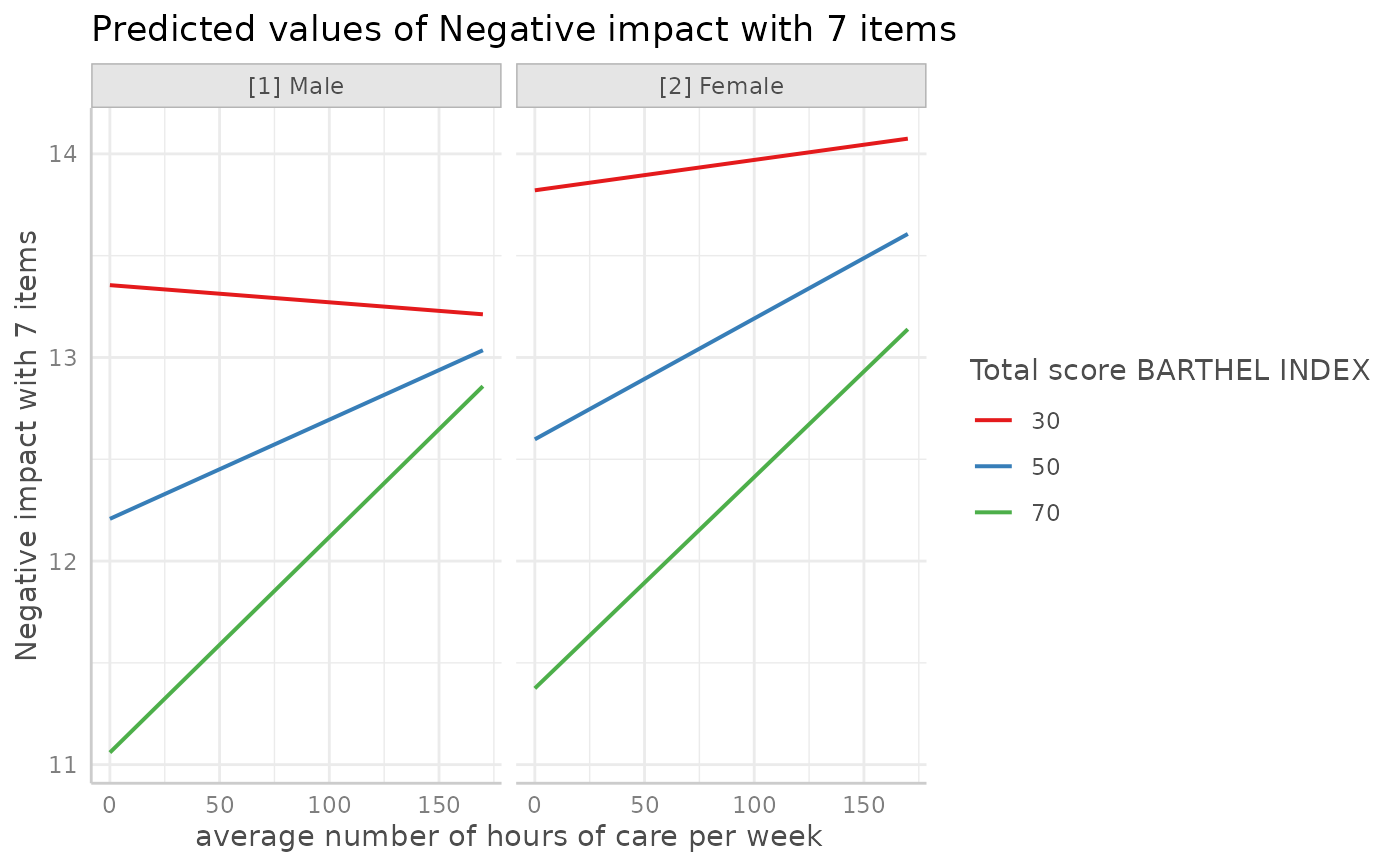 Predicted values of Negative impact with 7 items
[1] Male
[2] Female
Negative impact with 7 items
14
13
12
11
0 50 100 150
0 50 100 150
average number of hours of care per week
Total score BARTHEL INDEX
30
50
70